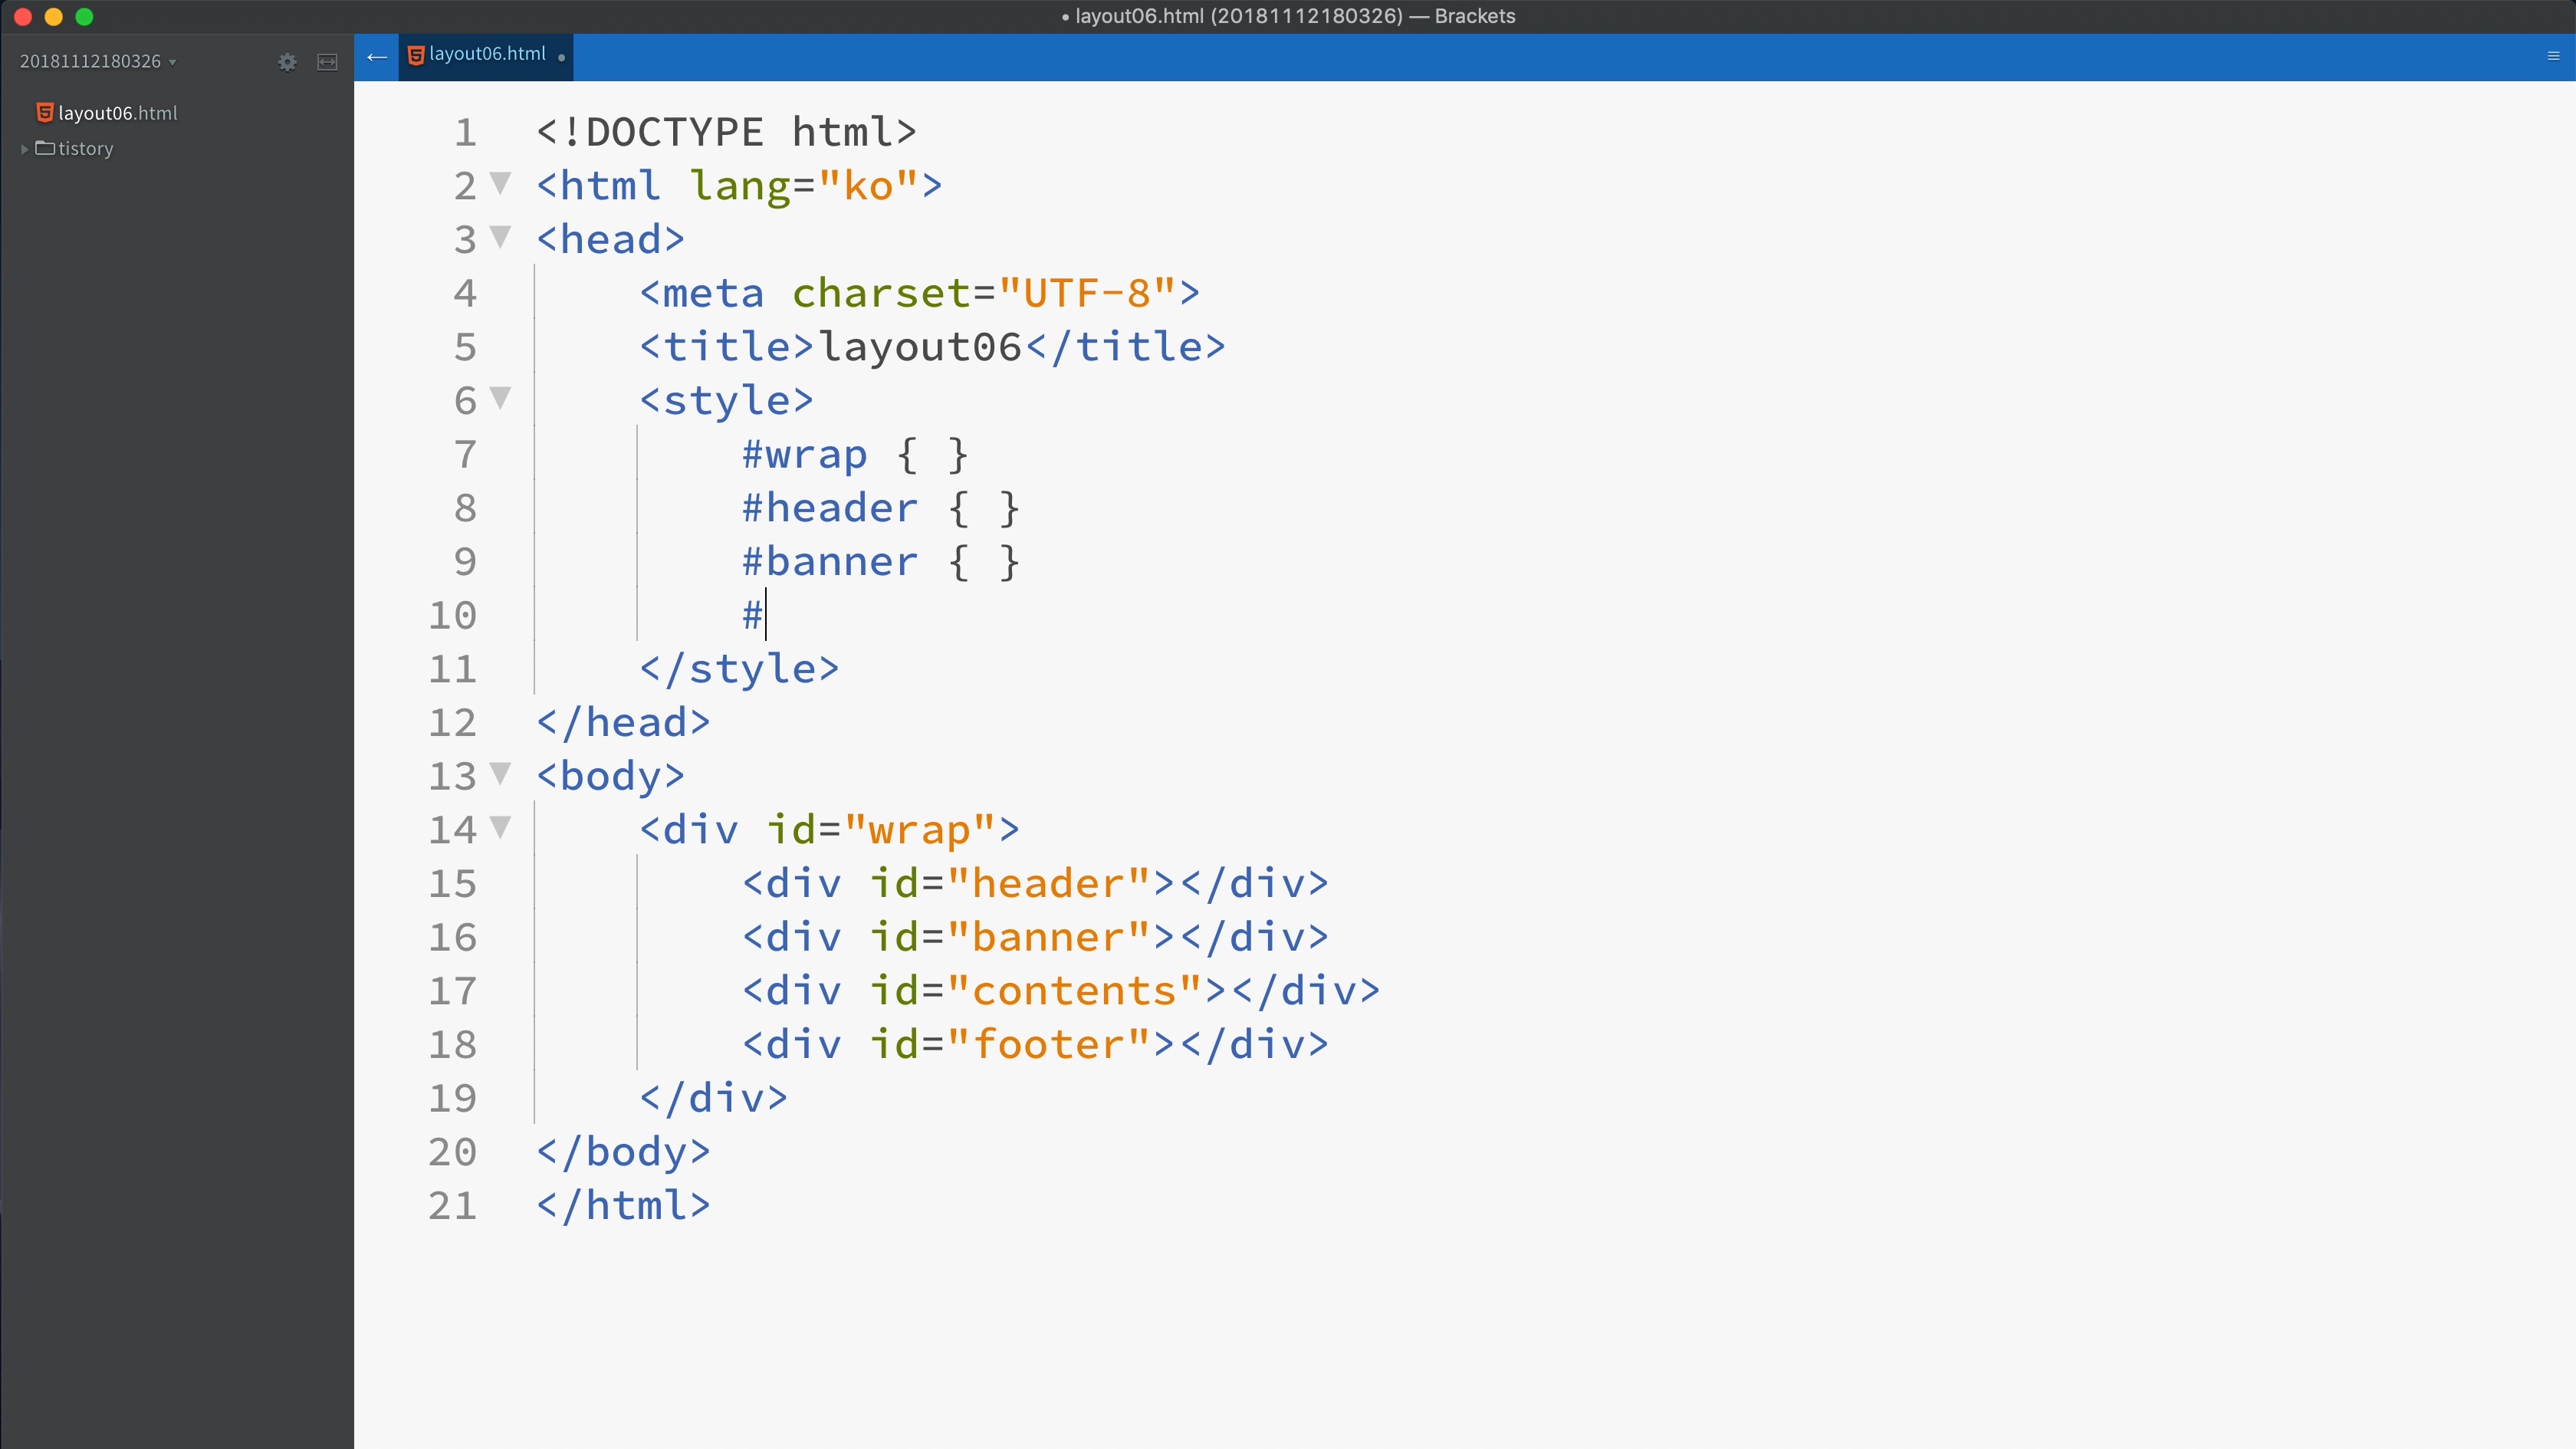 • layout06.html (20181112180326) — Brackets
20181112180326
layout06.html
layout06.html
tistory
1 <!DOCTYPE html>
2 <html lang="ko">
3 <head>
4 <meta charset="UTF-8">
5 <title>layout06</title>
6 <style>
7 #wrap { }
8 #header { }
9 #banner { }
10 #
11 </style>
12 </head>
13 <body>
14 <div id="wrap">
15 <div id="header"></div>
16 <div id="banner"></div>
17 <div id="contents"></div>
18 <div id="footer"></div>
19 </div>
20 </body>
21 </html>